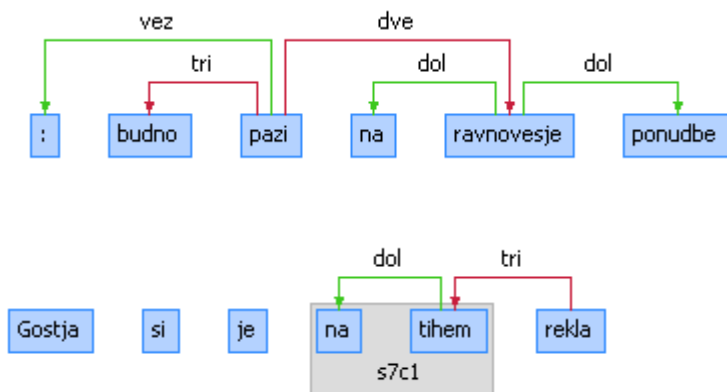 vez dve
tri dol dol
: budno pazi na ravnovesje ponudbe
dol tri
Gostja si je na tihem rekla
s7c1